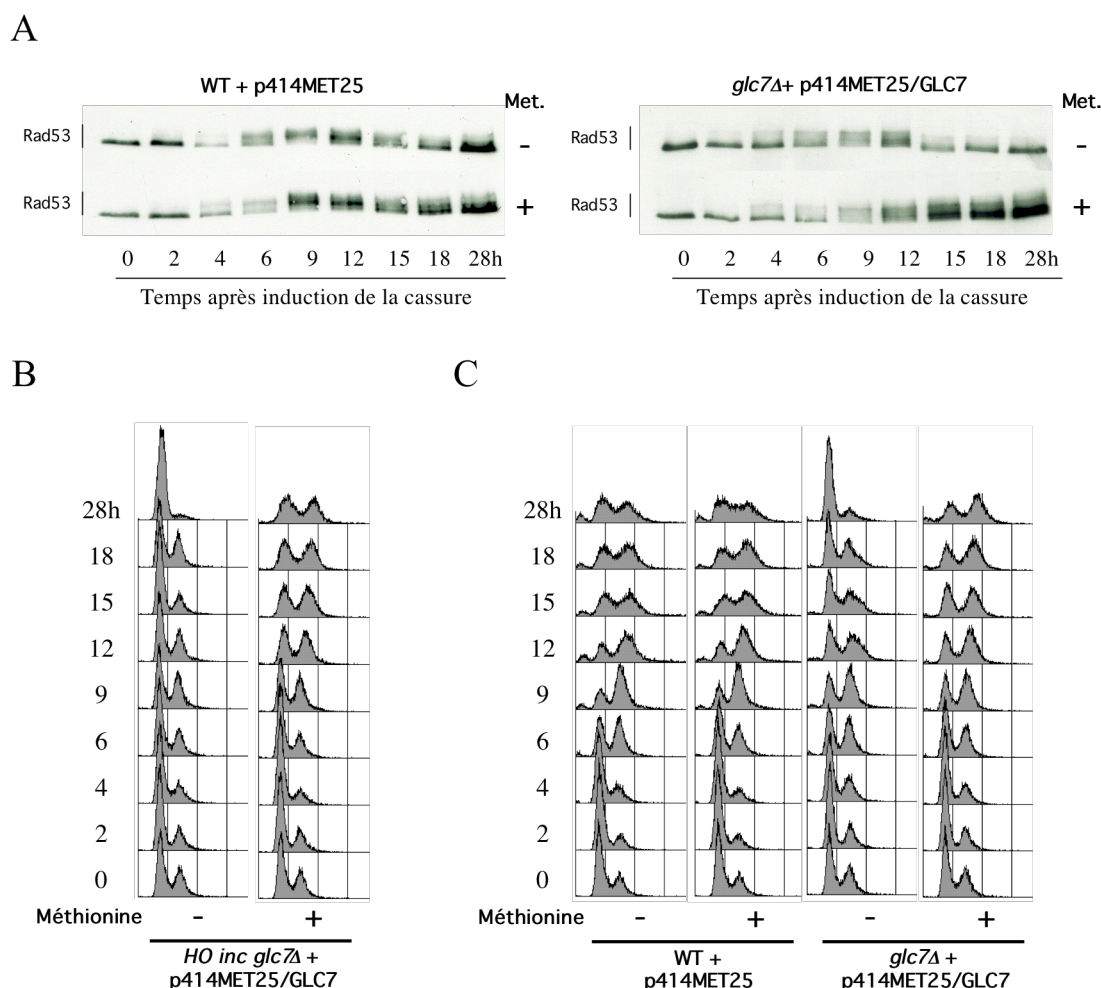 A
WT + p414MET25
Met.
Rad53
-
Rad53
+
0 2 4 6 9 12 15 18 28h
Temps après induction de la cassure
glc7Δ+ p414MET25/GLC7
Met.
Rad53
-
Rad53
+
0 2 4 6 9 12 15 18 28h
Temps après induction de la cassure
B
28h
18
15
12
9
6
4
2
0
Méthionine - +
HO inc glc7Δ +
p414MET25/GLC7
C
28h
18
15
12
9
6
4
2
0
Méthionine - + - +
WT +
p414MET25
glc7Δ +
p414MET25/GLC7